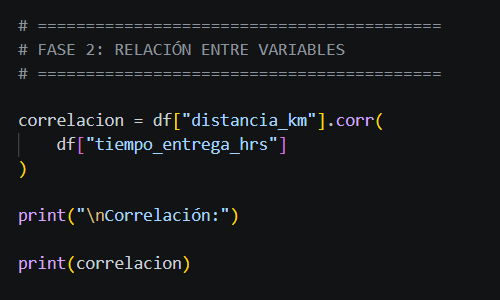 # ==========================================
# FASE 2: RELACIÓN ENTRE VARIABLES
# ==========================================
correlacion = df["distancia_km"].corr(
    df["tiempo_entrega_hrs"]
)
print("\nCorrelación:")
print(correlacion)